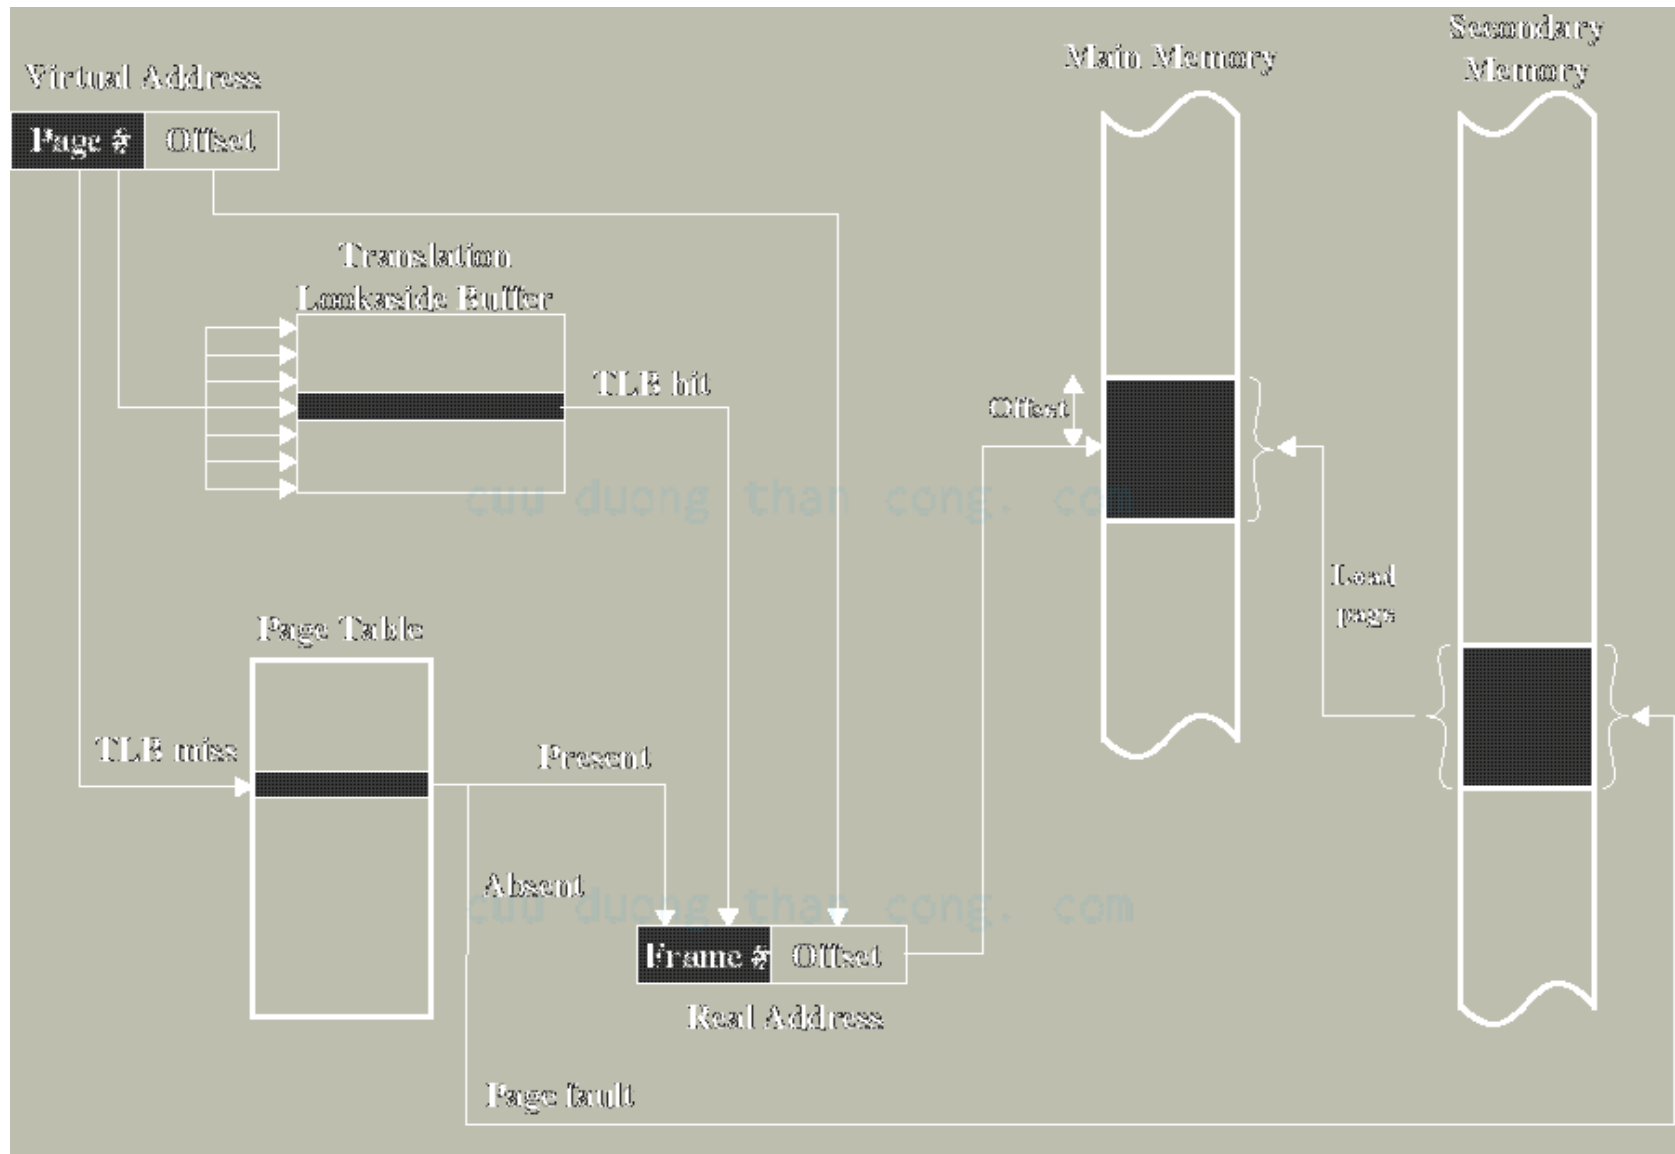 Secondary
Memory
Main Memory
Virtual Address
Page #
Offset
Translation
Lookaside Buffer
TLB hit
Offset
cuu duong than cong. com
Load
page
Page Table
TLB miss
Present
Absent
cuu duong than cong. com
Frame #
Offset
Real Address
Page fault